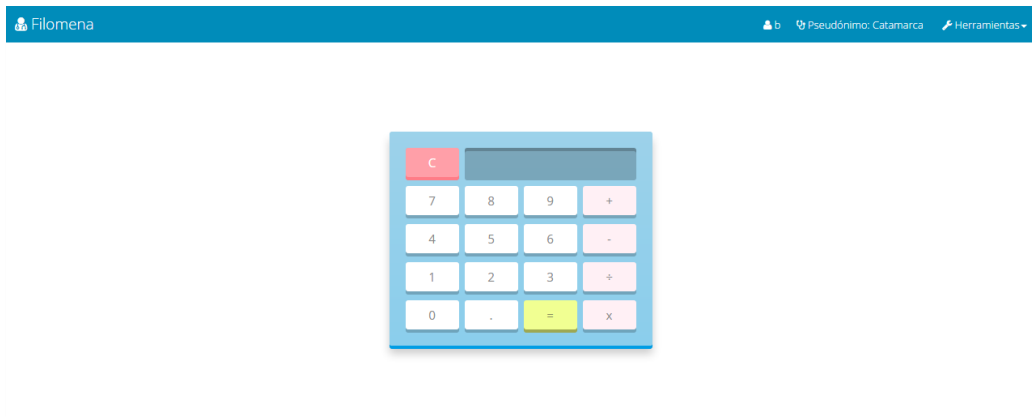 Filomena b Pseudónimo: Catamarca Herramientas
C
7 8 9 +
4 5 6 -
1 2 3 ÷
0 . = x